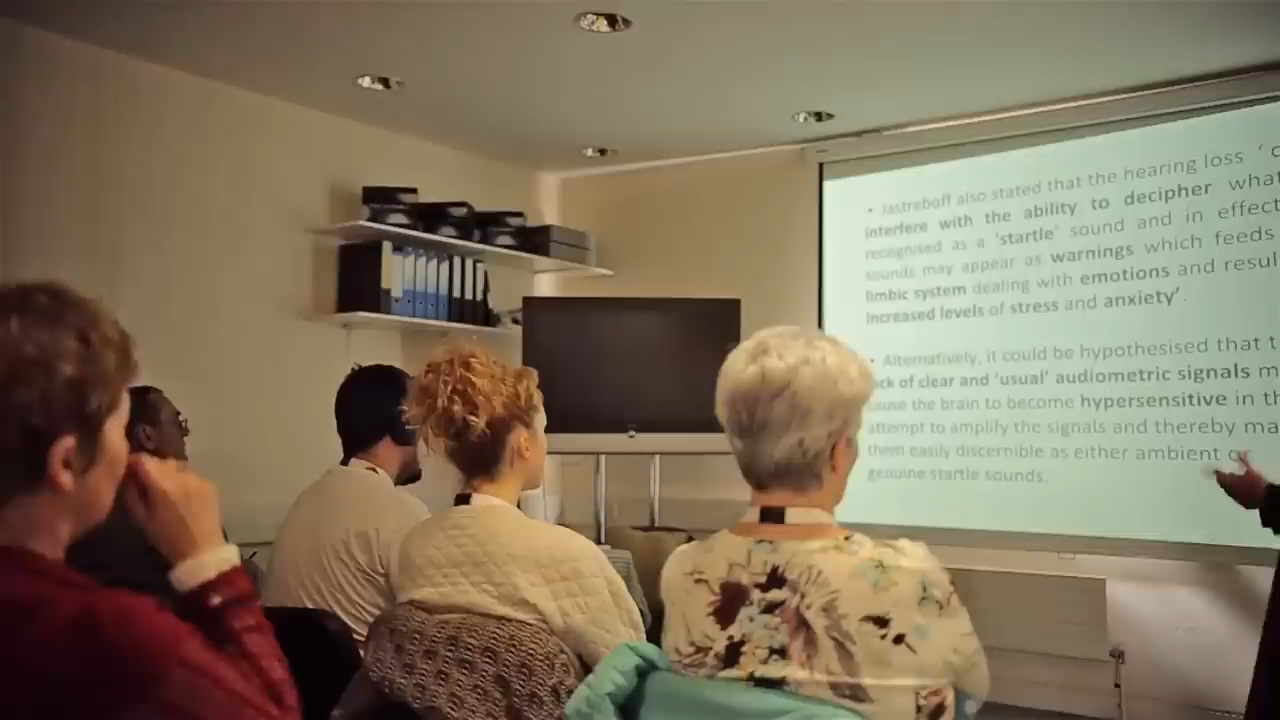 • Jastreboff also stated that the hearing loss ‘ c
interfere with the ability to decipher what
recognised as a 'startle' sound and in effect
sounds may appear as warnings which feeds
limbic system dealing with emotions and resul
increased levels of stress and anxiety’.
• Alternatively, it could be hypothesised that t
ack of clear and 'usual' audiometric signals m
cause the brain to become hypersensitive in th
attempt to amplify the signals and thereby ma
them easily discernible as either ambient or
genuine startle sounds.